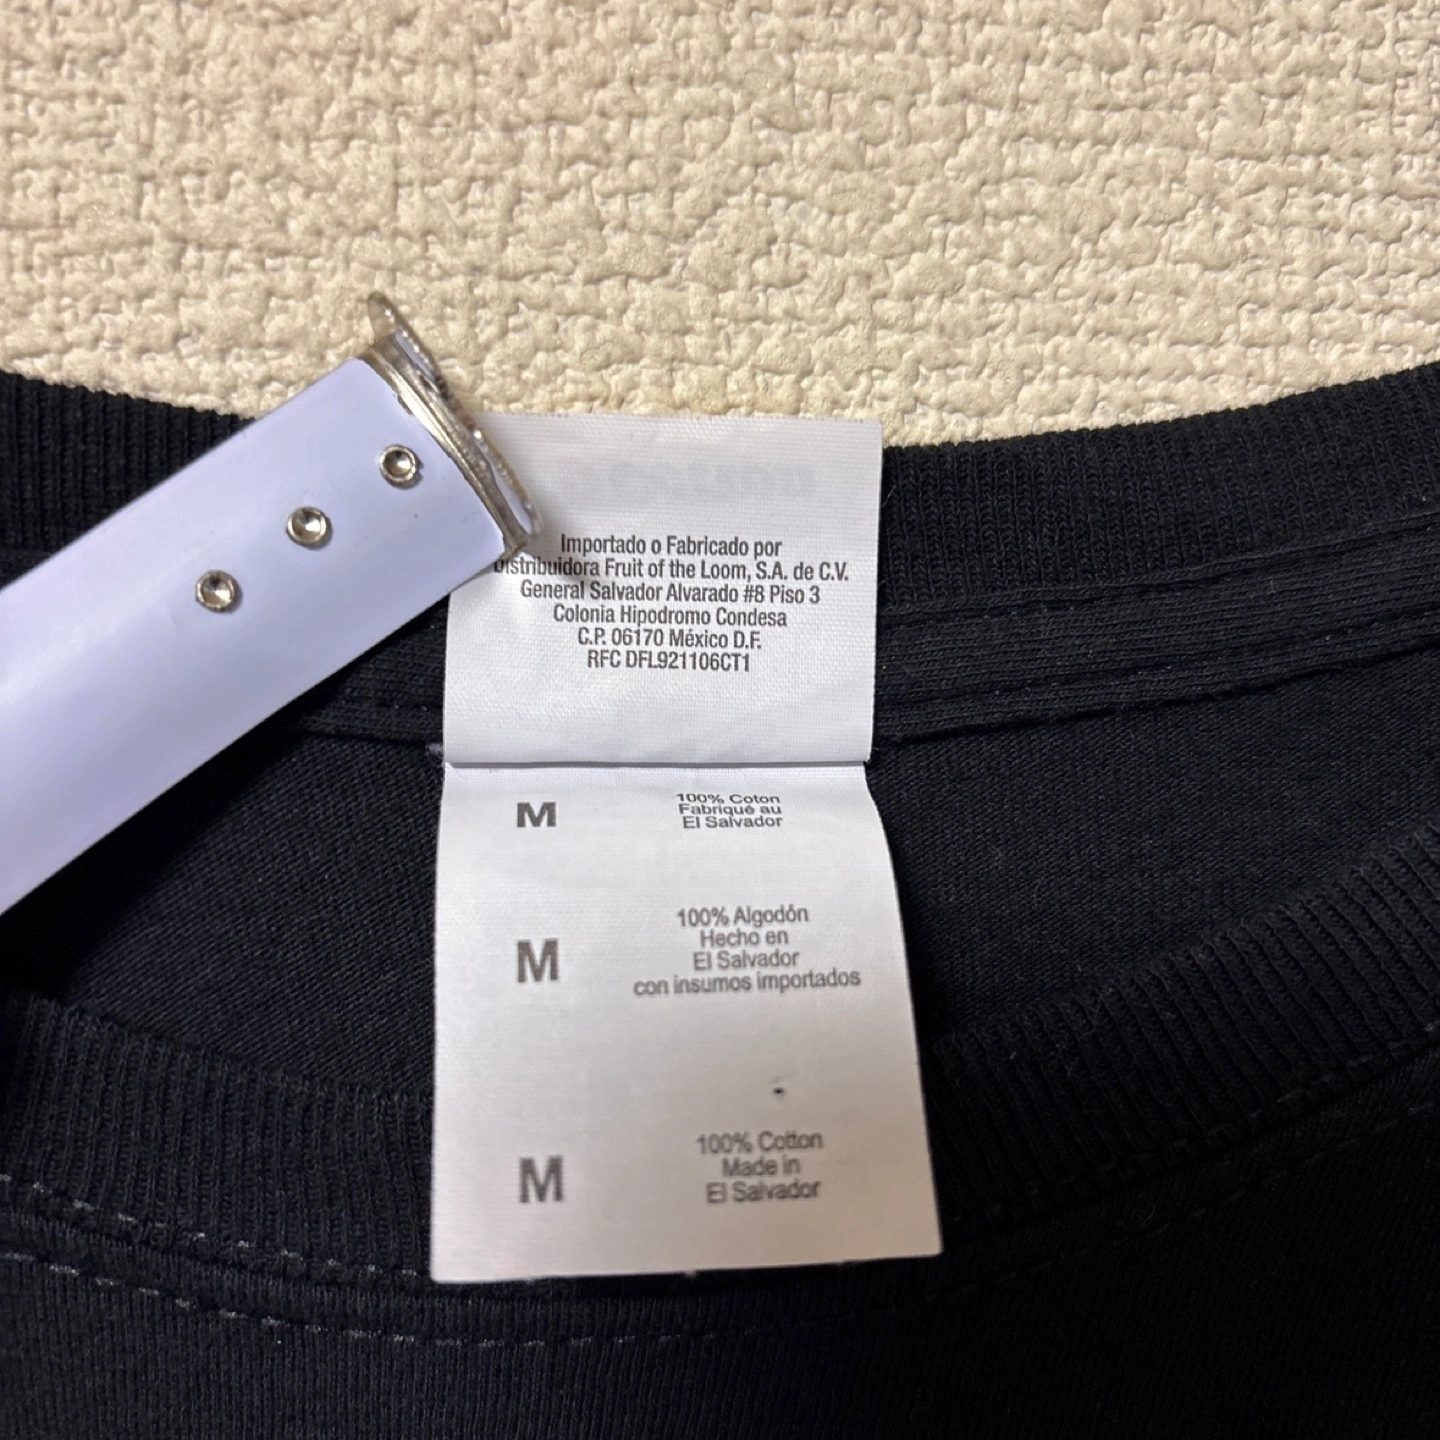 Importado o Fabricado por
Distribuidora Fruit of the Loom, S.A. de C.V.
General Salvador Alvarado #8 Piso 3
Colonia Hipodromo Condesa
C.P. 06170 México D.F.
RFC DFL921106CT1
M
100% Coton
Fabriqué au
El Salvador
M
100% Algodón
Hecho en
El Salvador
con insumos importados
M
100% Cotton
Made in
El Salvador